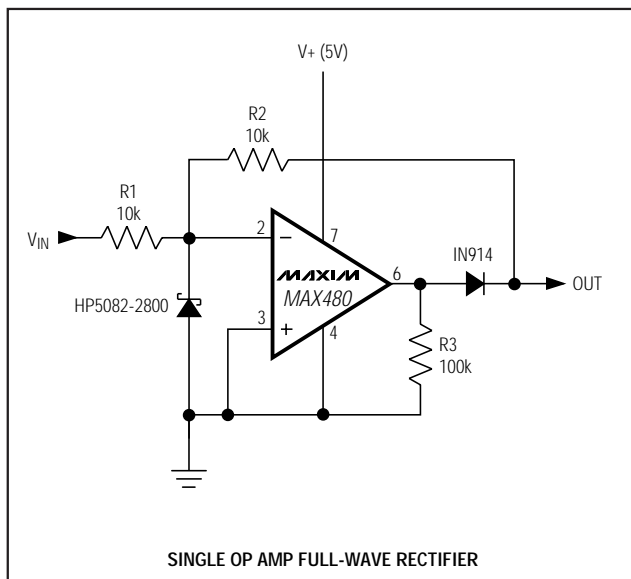 V+ (5V)
R2
10k
R1
10k
VIN
2
7
IN914
MAXIM
MAX480
6
OUT
HP5082-2800
3
4
R3
100k
SINGLE OP AMP FULL-WAVE RECTIFIER